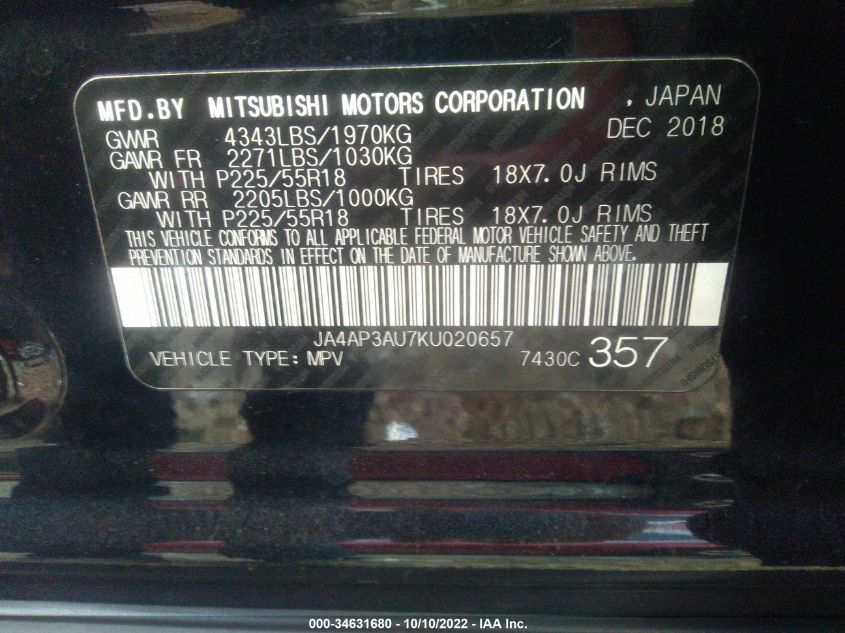 MFD.BY MITSUBISHI MOTORS CORPORATION , JAPAN
GVWR 4343LBS/1970KG DEC 2018
GAWR FR 2271LBS/1030KG
WITH P225/55R18 TIRES 18X7.0J RIMS
GAWR RR 2205LBS/1000KG
WITH P225/55R18 TIRES 18X7.0J RIMS
THIS VEHICLE CONFORMS TO ALL APPLICABLE FEDERAL MOTOR VEHICLE SAFETY AND THEFT
PREVENTION STANDARDS IN EFFECT ON THE DATE OF MANUFACTURE SHOWN ABOVE.
JA4AP3AU7KU020657
VEHICLE TYPE: MPV 7430C 357
000-34631680 - 10/10/2022 - IAA Inc.